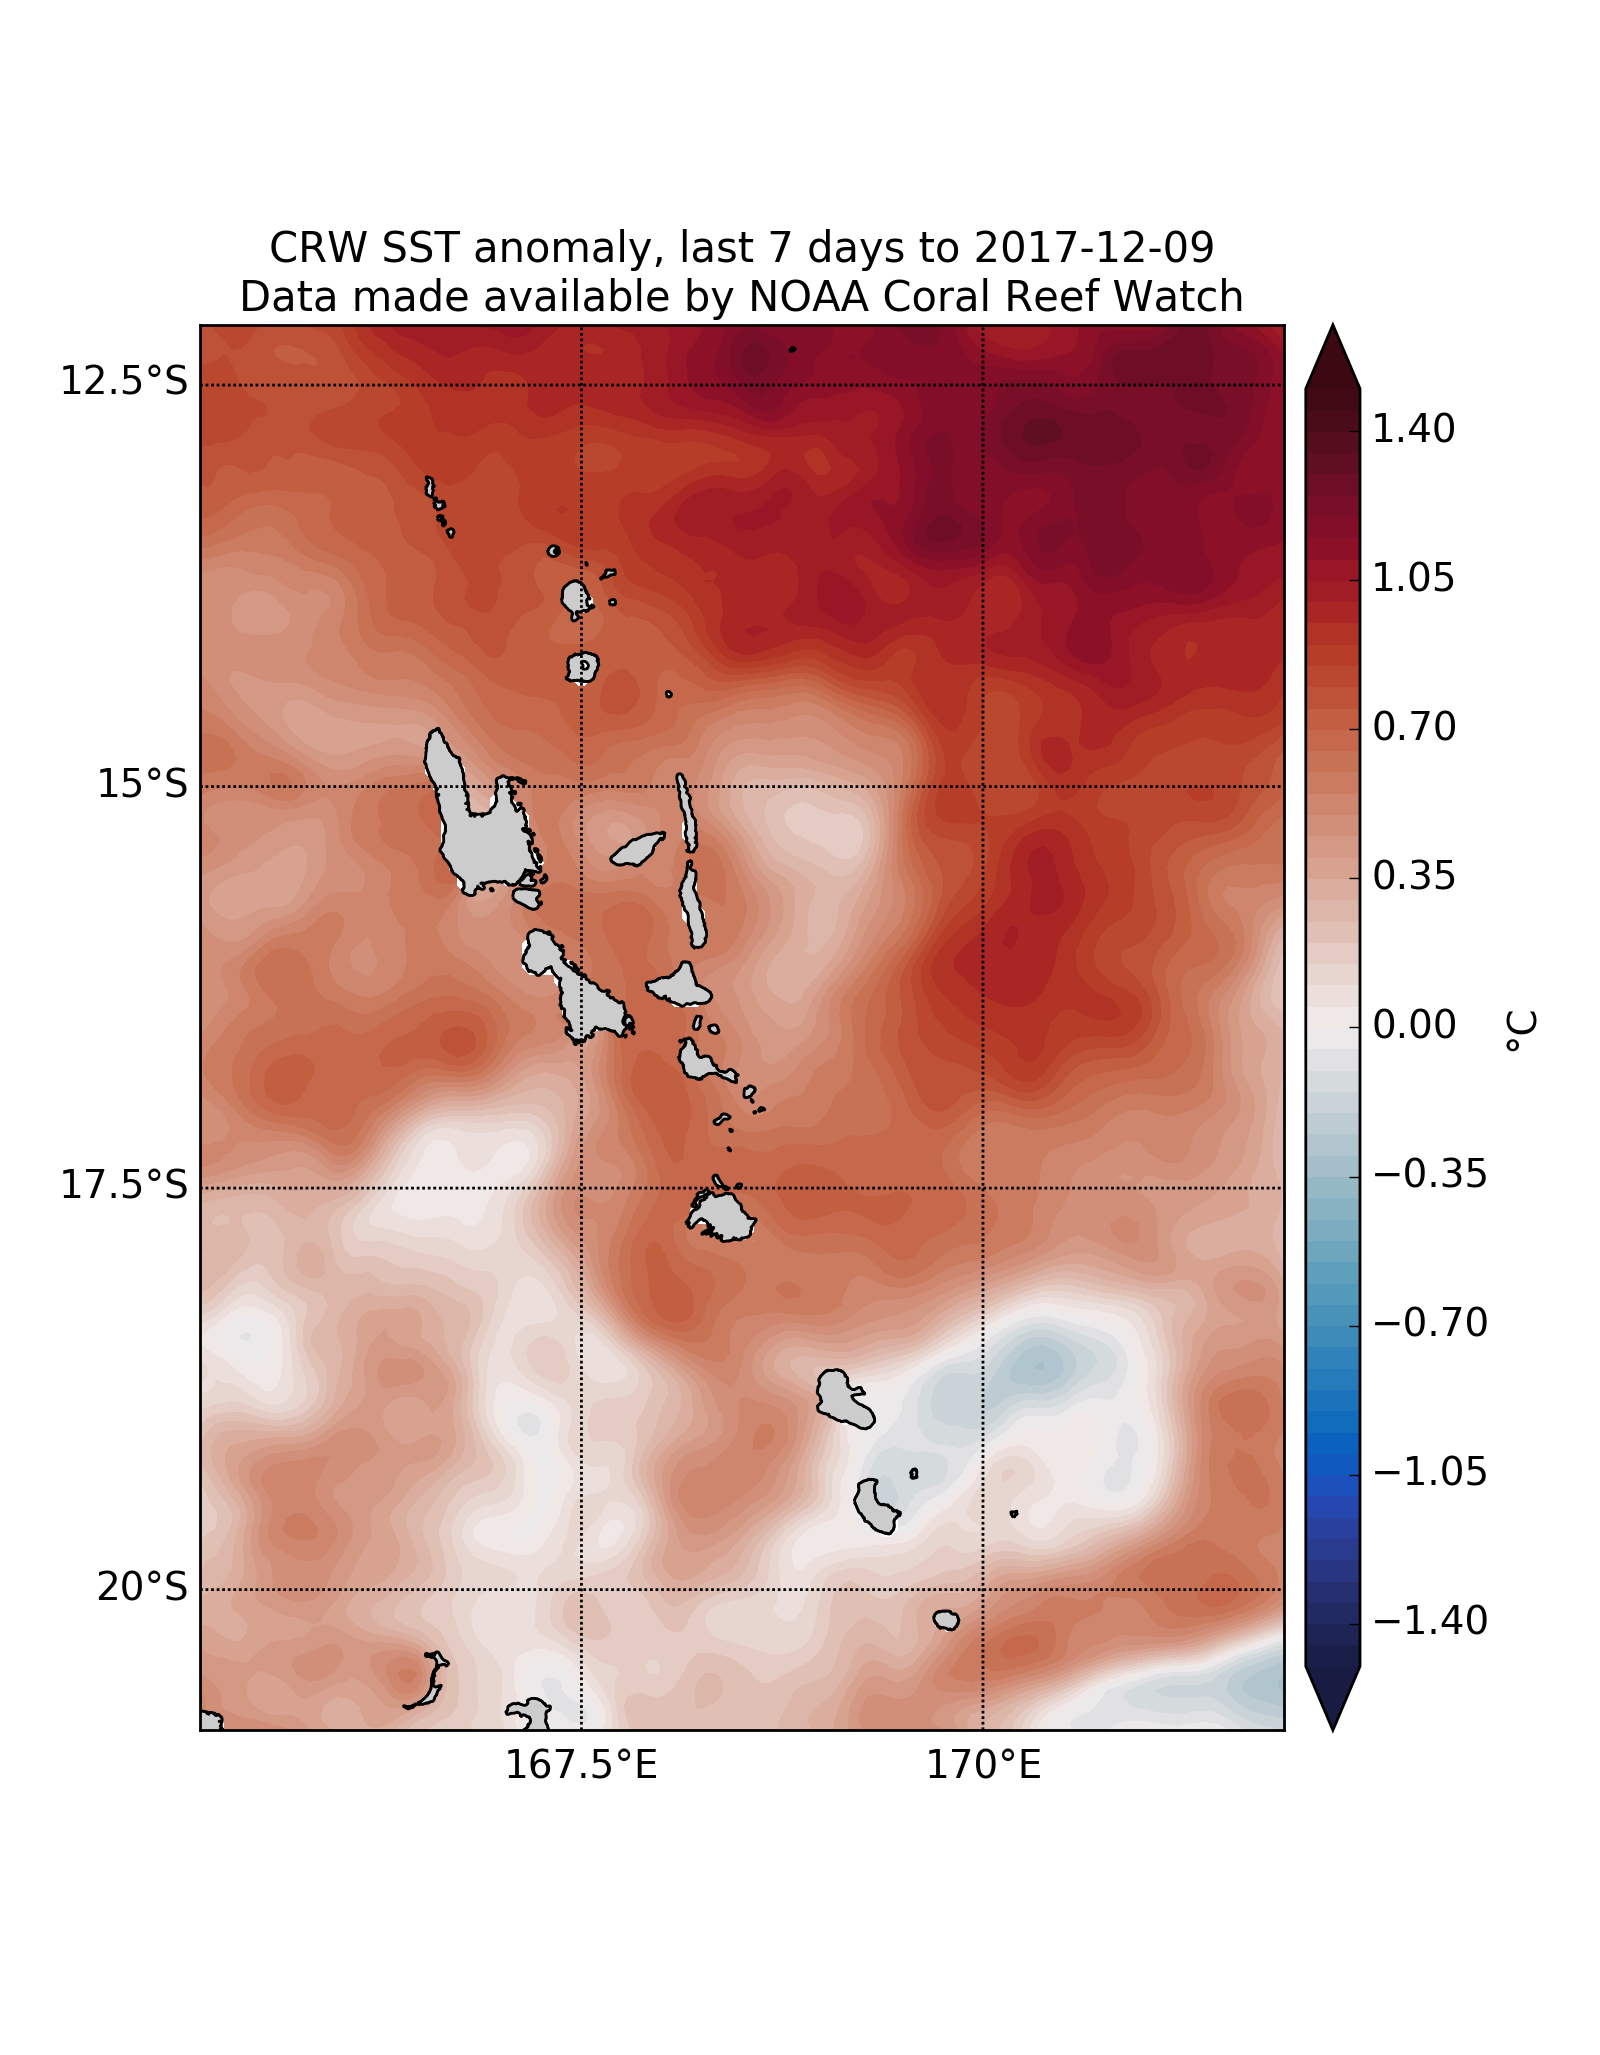 CRW SST anomaly, last 7 days to 2017-12-09
Data made available by NOAA Coral Reef Watch
12.5°S
15°S
17.5°S
20°S
167.5°E
170°E
1.40
1.05
0.70
0.35
0.00
−0.35
−0.70
−1.05
−1.40
°C